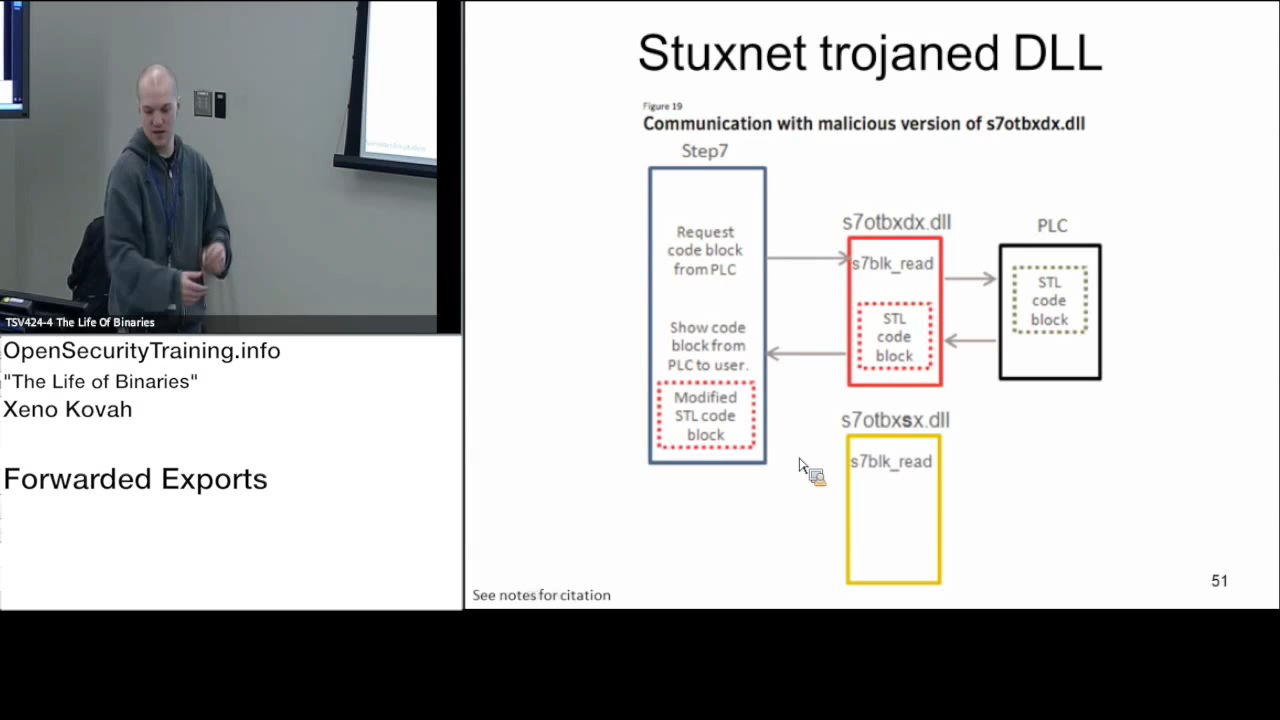 TSV424-4 The Life Of Binaries
OpenSecurityTraining.info
"The Life of Binaries"
Xeno Kovah
Forwarded Exports
Stuxnet trojaned DLL
Figure 19
Communication with malicious version of s7otbxdx.dll
Step7
Request
code block
from PLC
Show code
block from
PLC to user.
Modified
STL code
block
s7otbxdx.dll
s7blk_read
STL
code
block
PLC
STL
code
block
s7otbxsx.dll
s7blk_read
See notes for citation
51